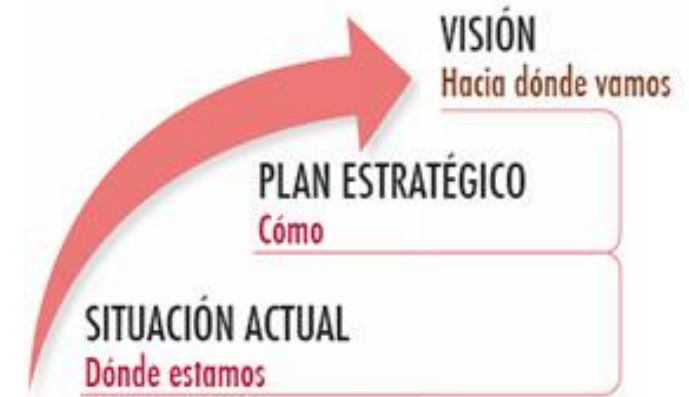 VISIÓN
Hacia dónde vamos
PLAN ESTRATÉGICO
Cómo
SITUACIÓN ACTUAL
Dónde estamos